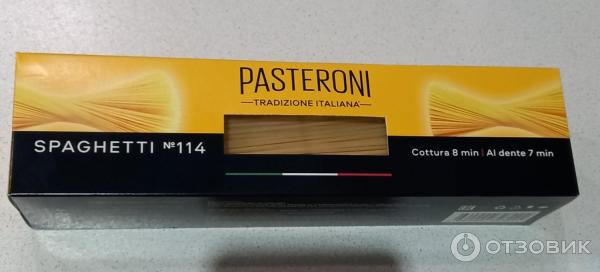 PASTERONI
TRADIZIONE ITALIANA
SPAGHETTI №114
Cottura 8 min | Al dente 7 min
ОТЗОВИК